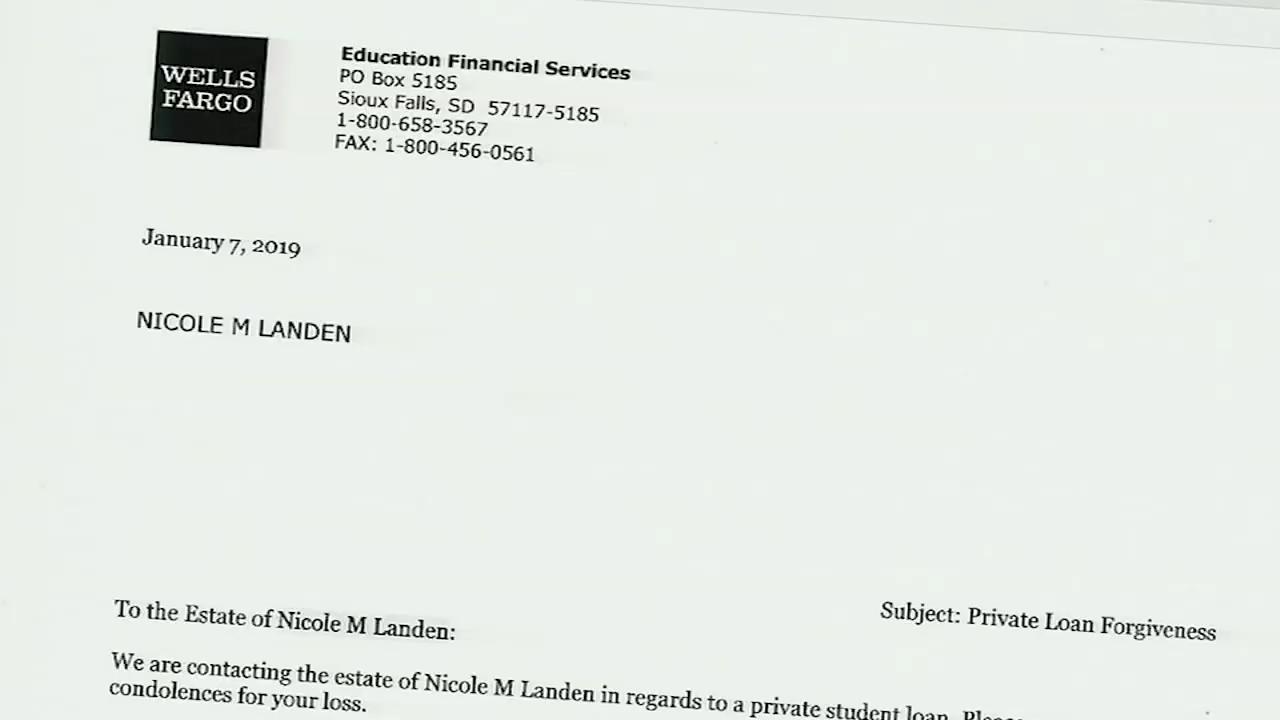 WELLS
FARGO
Education Financial Services
PO Box 5185
Sioux Falls, SD 57117-5185
1-800-658-3567
FAX: 1-800-456-0561
January 7, 2019
NICOLE M LANDEN
To the Estate of Nicole M Landen:
Subject: Private Loan Forgiveness
We are contacting the estate of Nicole M Landen in regards to a private student loan.
condolences for your loss.